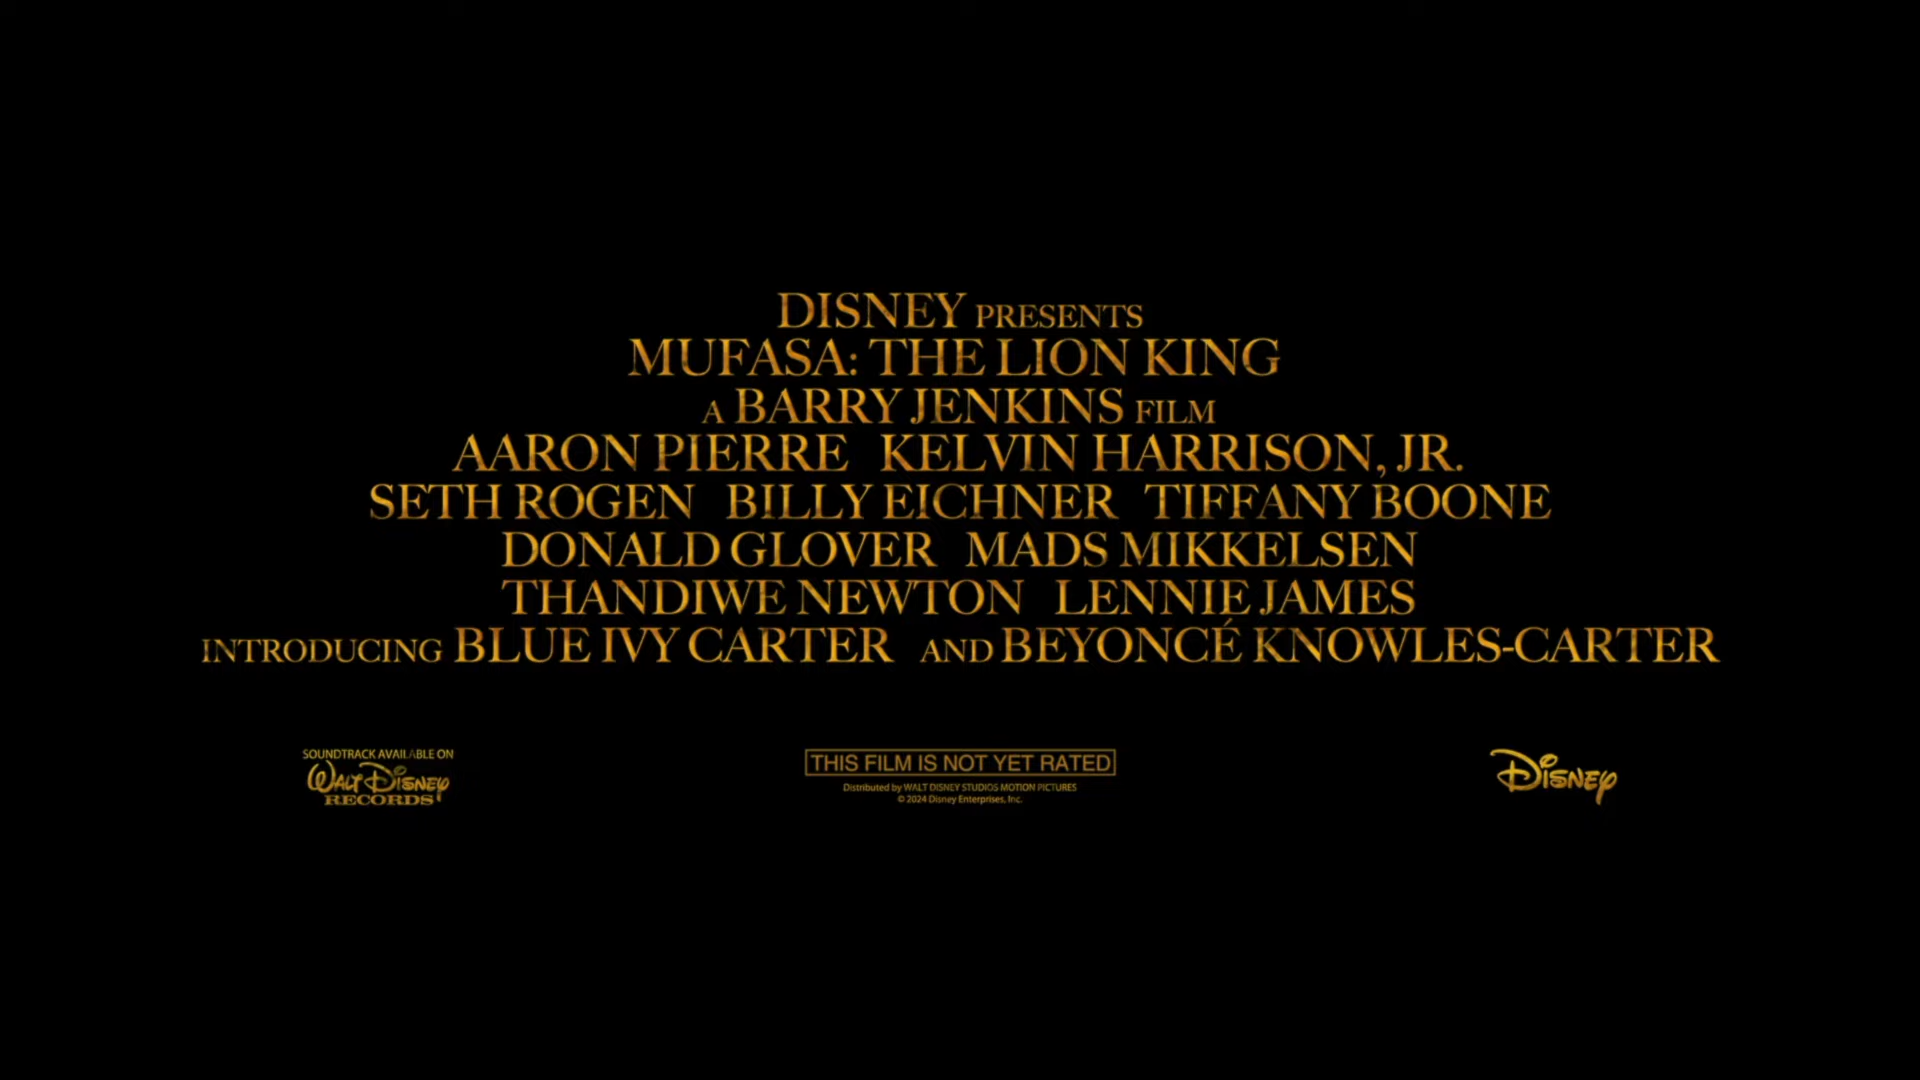 DISNEY PRESENTS
MUFASA: THE LION KING
A BARRY JENKINS FILM
AARON PIERRE KELVIN HARRISON, JR.
SETH ROGEN BILLY EICHNER TIFFANY BOONE
DONALD GLOVER MADS MIKKELSEN
THANDIWE NEWTON LENNIE JAMES
INTRODUCING BLUE IVY CARTER AND BEYONCÉ KNOWLES-CARTER
SOUNDTRACK AVAILABLE ON
WALT DISNEY
RECORDS
THIS FILM IS NOT YET RATED
Distributed by WALT DISNEY STUDIOS MOTION PICTURES
© 2024 Disney Enterprises, Inc.
DISNEY